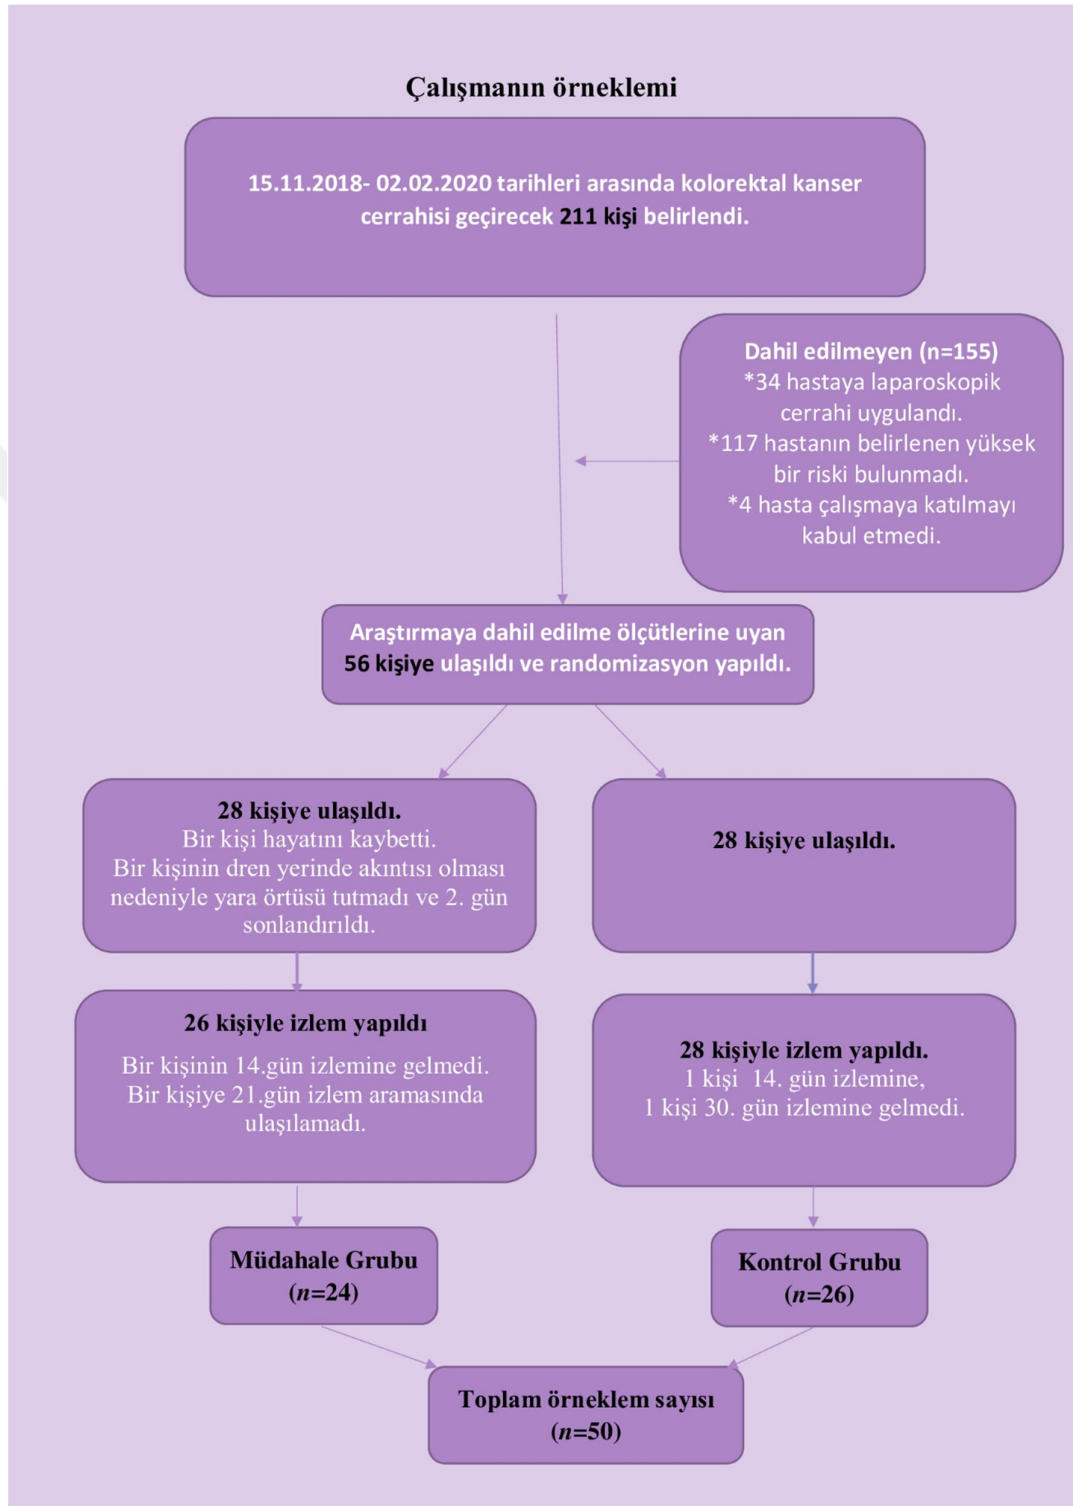 Çalışmanın örneklemi
15.11.2018- 02.02.2020 tarihleri arasında kolorektal kanser
cerrahisi geçirecek 211 kişi belirlendi.
Dahil edilmeyen (n=155)
*34 hastaya laparoskopik
cerrahi uygulandı.
*117 hastanın belirlenen yüksek
bir riski bulunmadı.
*4 hasta çalışmaya katılmayı
kabul etmedi.
Araştırmaya dahil edilme ölçütlerine uyan
56 kişiye ulaşıldı ve randomizasyon yapıldı.
28 kişiye ulaşıldı.
Bir kişi hayatını kaybetti.
Bir kişinin dren yerinde akıntısı olması
nedeniyle yara örtüsü tutmadı ve 2. gün
sonlandırıldı.
28 kişiye ulaşıldı.
26 kişiyle izlem yapıldı
Bir kişinin 14.gün izlemine gelmedi.
Bir kişiye 21.gün izlem aramasında
ulaşılamadı.
28 kişiyle izlem yapıldı.
1 kişi 14. gün izlemine,
1 kişi 30. gün izlemine gelmedi.
Müdahale Grubu
(n=24)
Kontrol Grubu
(n=26)
Toplam örneklem sayısı
(n=50)